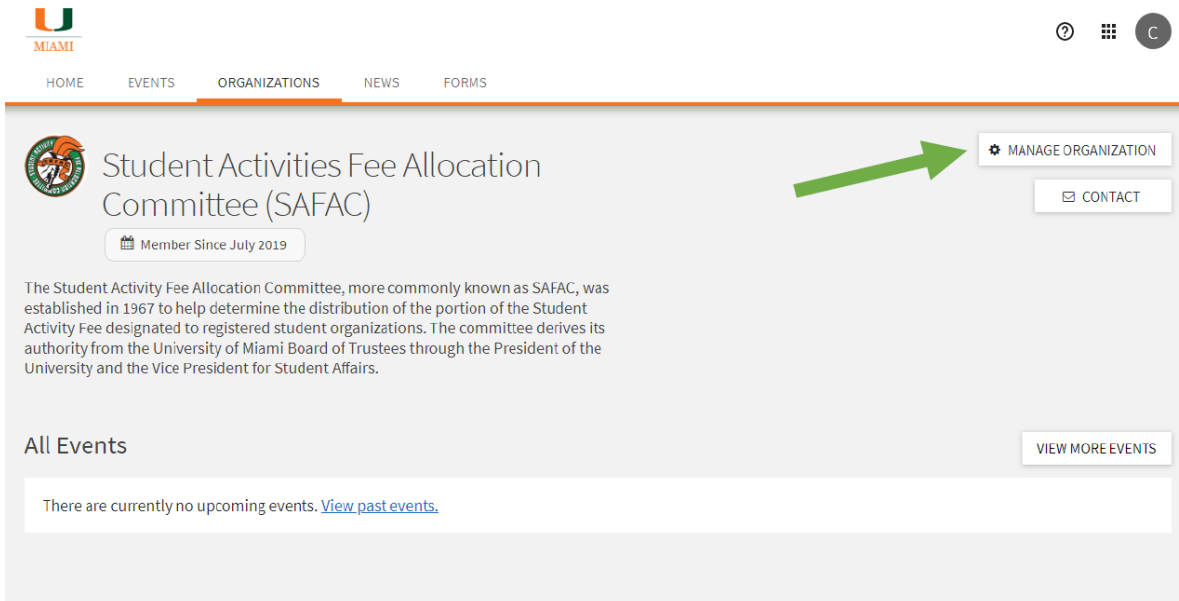 MIAMI
C
HOME EVENTS ORGANIZATIONS NEWS FORMS
Student Activities Fee Allocation
Committee (SAFAC)
MANAGE ORGANIZATION
CONTACT
Member Since July 2019
The Student Activity Fee Allocation Committee, more commonly known as SAFAC, was
established in 1967 to help determine the distribution of the portion of the Student
Activity Fee designated to registered student organizations. The committee derives its
authority from the University of Miami Board of Trustees through the President of the
University and the Vice President for Student Affairs.
All Events
VIEW MORE EVENTS
There are currently no upcoming events. View past events.